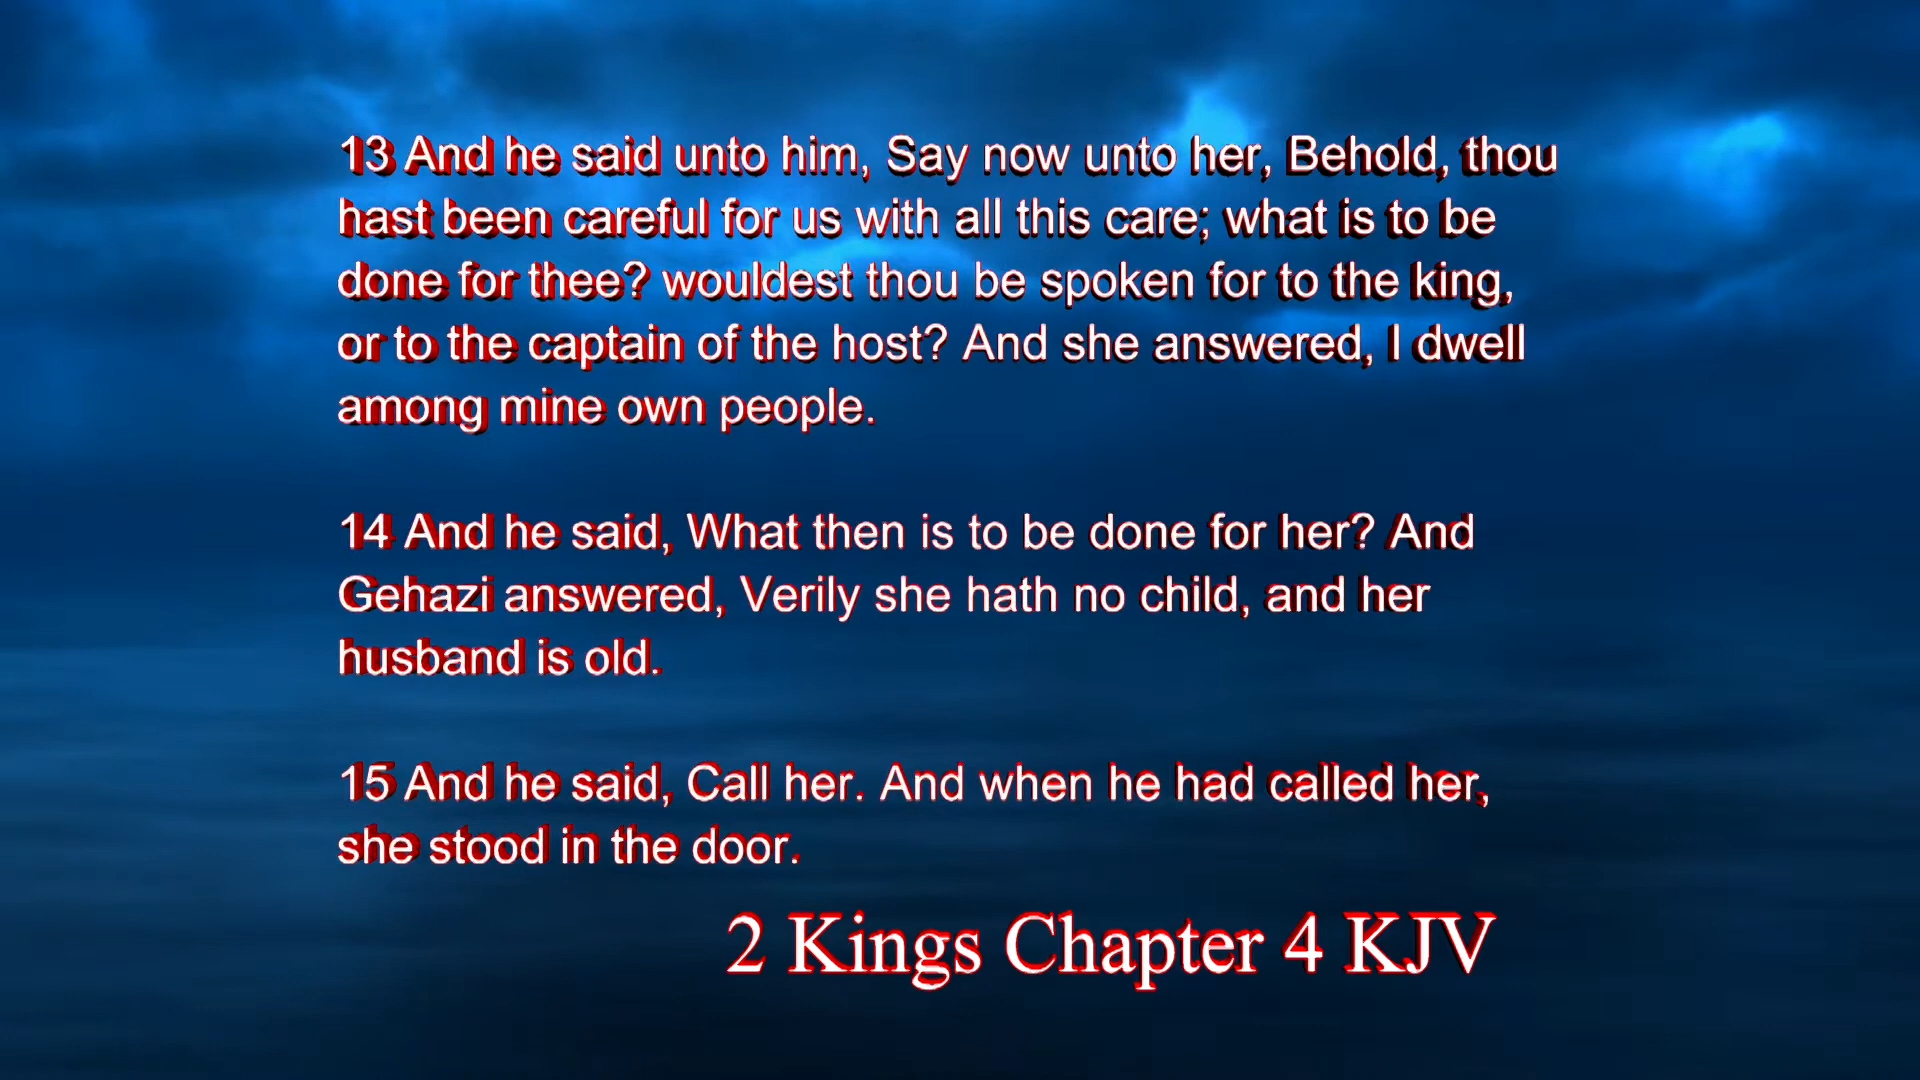 13 And he said unto him, Say now unto her, Behold, thou
hast been careful for us with all this care; what is to be
done for thee? wouldest thou be spoken for to the king,
or to the captain of the host? And she answered, I dwell
among mine own people.
14 And he said, What then is to be done for her? And
Gehazi answered, Verily she hath no child, and her
husband is old.
15 And he said, Call her. And when he had called her,
she stood in the door.
2 Kings Chapter 4 KJV